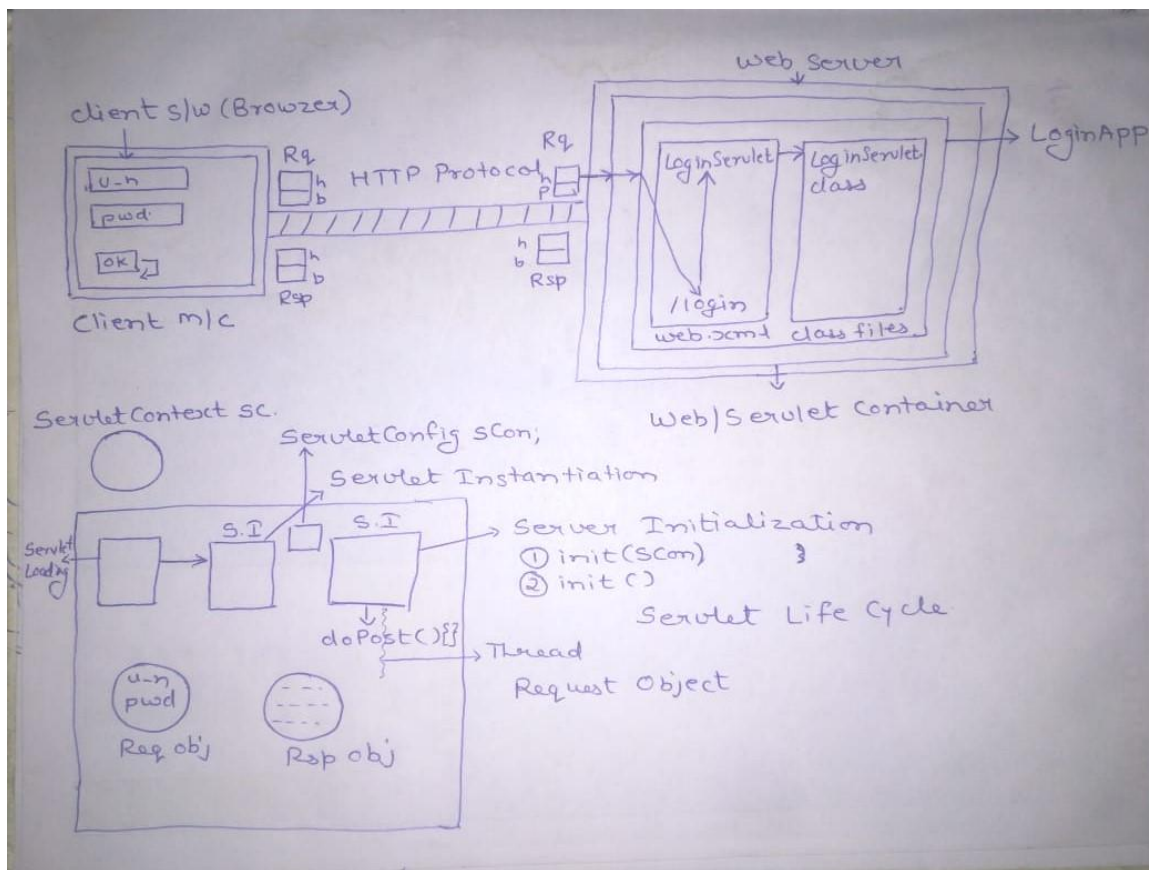 Web Server
client s/w (Browzer)
Rq
Rq
LoginApp
u-n
h
HTTP Protocol
h
LoginServlet
LoginServlet
b
P
class
pwd.
OK
h
h
b
b
Rsp
Rsp
/login
Client m/c
web.xml
class files
Web/Servlet Container
ServletContext sc.
ServletConfig sCon;
Servlet Instantiation
S.I
S.I
Server Initialization
Servlet
Loading
① init(SCon) }
② init()
Servlet Life Cycle
doPost(){}
Thread
u-n
Request Object
pwd
Req obj
Rsp obj